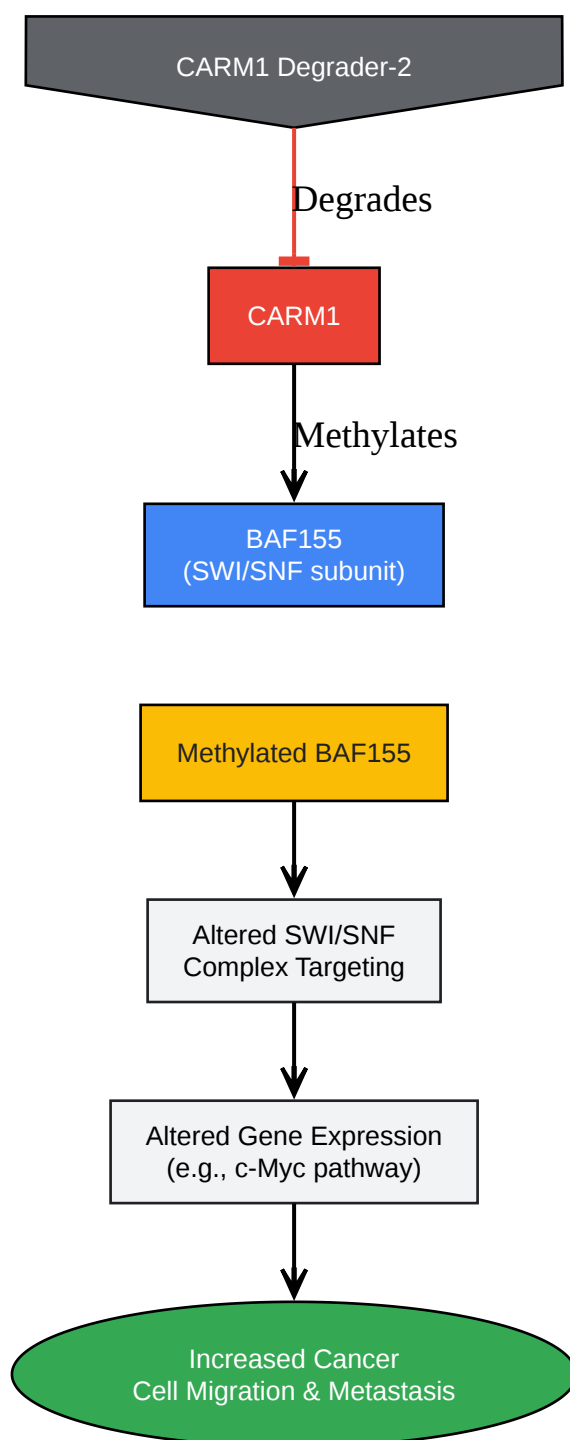 CARM1 Degrader-2
Degrades
CARM1
Methylates
BAF155
(SWI/SNF subunit)
Methylated BAF155
Altered SWI/SNF
Complex Targeting
Altered Gene Expression
(e.g., c-Myc pathway)
Increased Cancer
Cell Migration & Metastasis